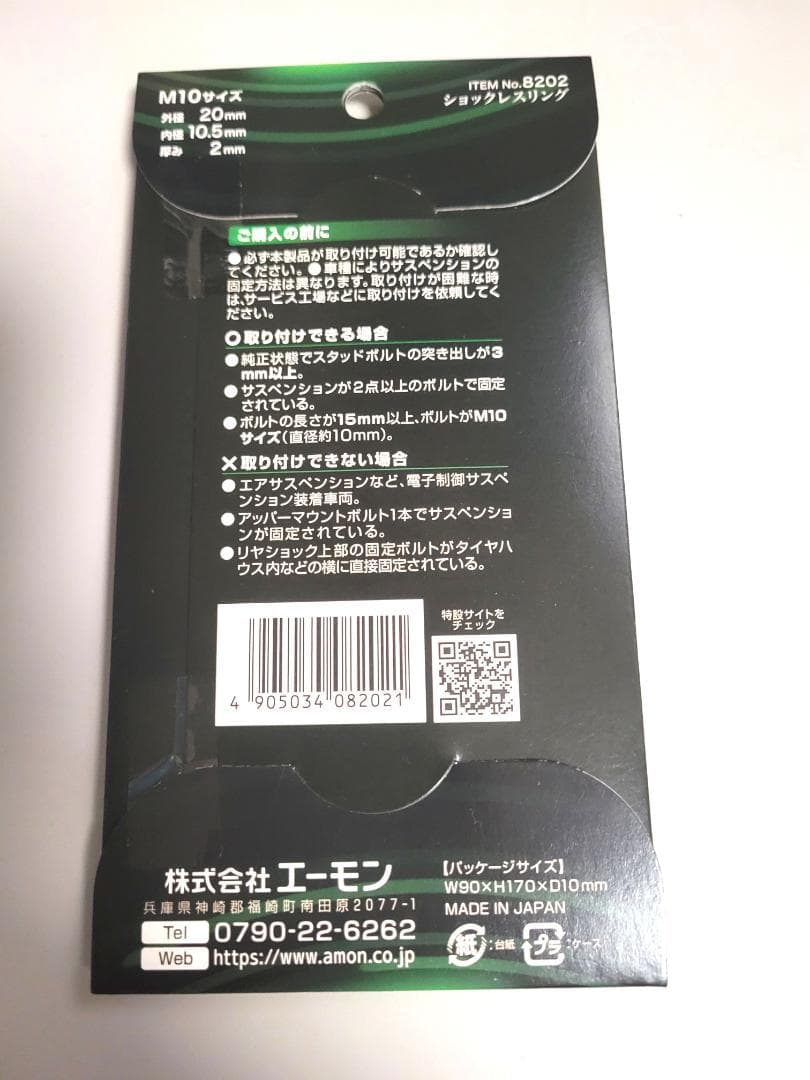 M10サイズ
外径 20mm
内径 10.5mm
厚み 2mm
ITEM No.8202
ショックレスリング
ご購入の前に
●必ず本製品が取り付け可能であるか確認し
てください。●車種によりサスペンションの
固定方法は異なります。取り付けが困難な時
は、サービス工場などに取り付けを依頼してく
ださい。
○取り付けできる場合
●純正状態でスタッドボルトの突き出しが3
mm以上。
●サスペンションが2点以上のボルトで固定
されている。
●ボルトの長さが15mm以上、ボルトがM10
サイズ(直径約10mm)。
×取り付けできない場合
●エアサスペンションなど、電子制御サスペ
ンション装着車両。
●アッパーマウントボルト1本でサスペンショ
ンが固定されている。
●リヤショック上部の固定ボルトがタイヤハ
ウス内などの横に直接固定されている。
特設サイトを
チェック
4 905034 082021
株式会社 エーモン
兵庫県神崎郡福崎町南田原2077-1
Tel 0790-22-6262
Web https://www.amon.co.jp
【パッケージサイズ】
W90×H170×D10mm
MADE IN JAPAN
紙:台紙 プラ:ケース